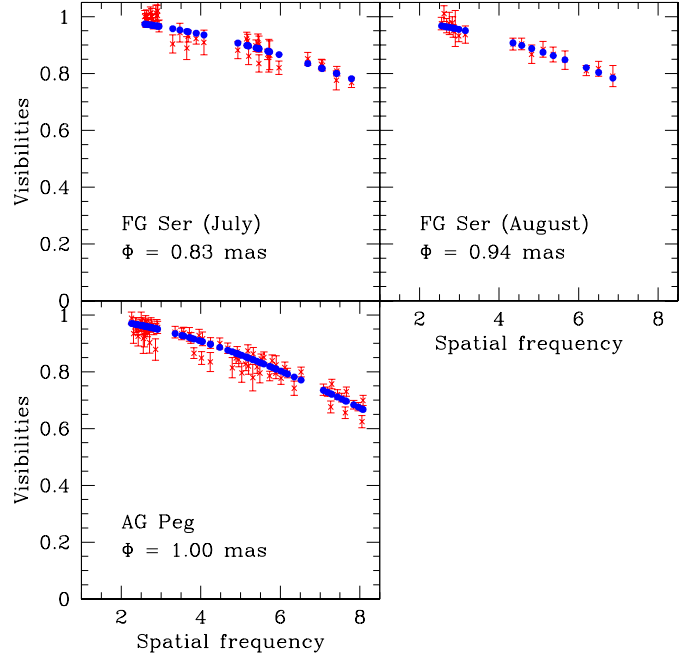 1
0.8
0.6
0.4
0.2
0
Visibilities
FG Ser (July)
Φ = 0.83 mas
FG Ser (August)
Φ = 0.94 mas
2 4 6 8
Spatial frequency
1
0.8
0.6
0.4
0.2
0
Visibilities
AG Peg
Φ = 1.00 mas
2 4 6 8
Spatial frequency